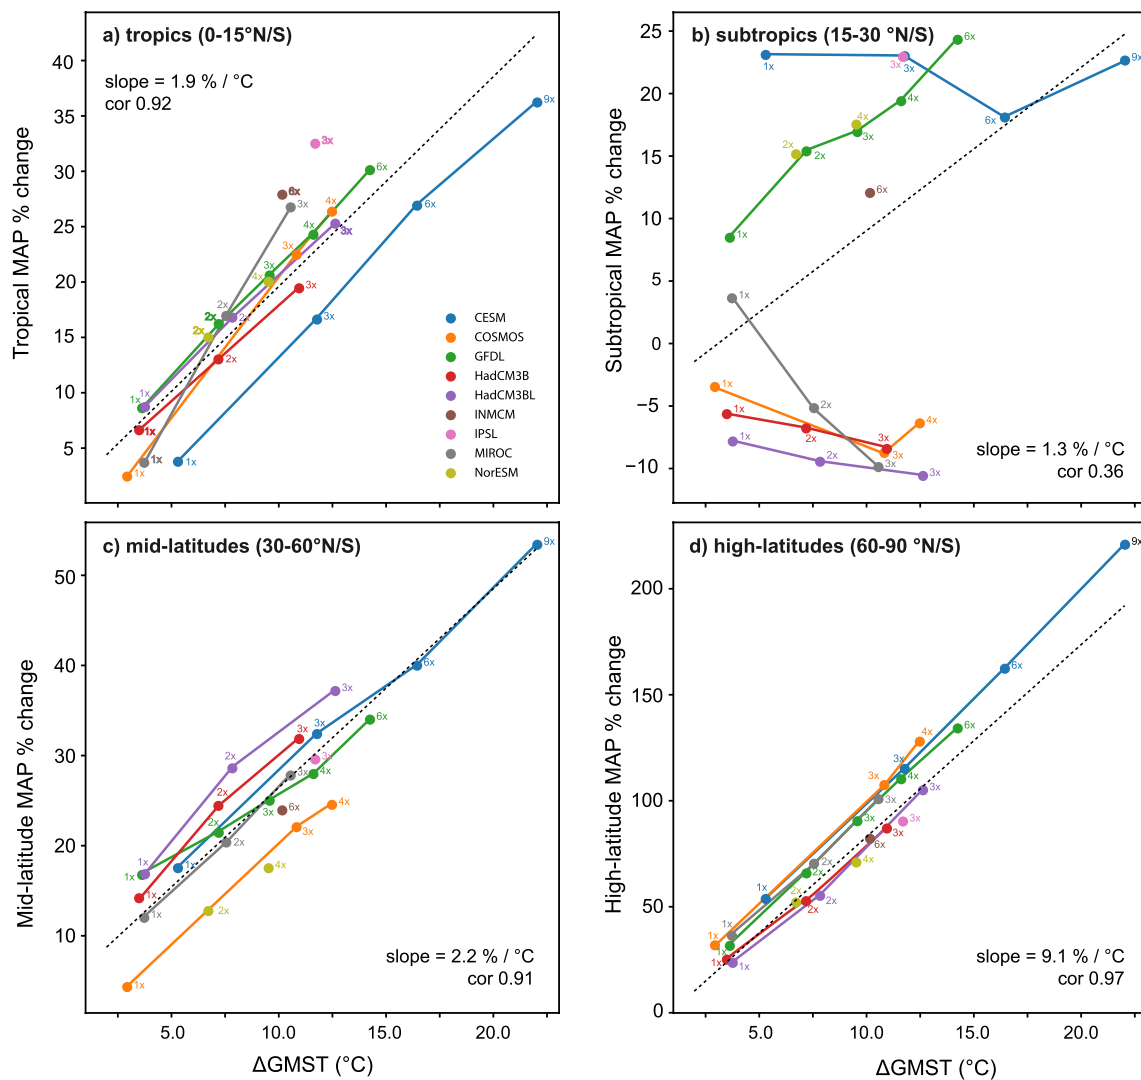 a) tropics (0-15°N/S)
slope = 1.9 % / °C
cor 0.92
Tropical MAP % change
40
35
30
25
20
15
10
5
1x
3x
6x
9x
1x
3x
4x
1x
2x
3x
4x
6x
1x
2x
3x
1x
2x
3x
6x
3x
1x
2x
3x
2x
4x
CESM
COSMOS
GFDL
HadCM3B
HadCM3BL
INMCM
IPSL
MIROC
NorESM
b) subtropics (15-30 °N/S)
Subtropical MAP % change
25
20
15
10
5
0
−5
−10
1x
3x
6x
9x
1x
3x
4x
1x
2x
3x
4x
6x
1x
2x
3x
1x
2x
3x
6x
3x
1x
2x
3x
2x
4x
slope = 1.3 % / °C
cor 0.36
c) mid-latitudes (30-60°N/S)
Mid-latitude MAP % change
50
40
30
20
10
1x
3x
6x
9x
1x
2x
3x
4x
1x
2x
3x
4x
6x
1x
2x
3x
1x
2x
3x
6x
3x
1x
2x
3x
4x
slope = 2.2 % / °C
cor 0.91
5.0
10.0
15.0
20.0
ΔGMST (°C)
d) high-latitudes (60-90 °N/S)
High-latitude MAP % change
200
150
100
50
0
1x
3x
6x
9x
1x
3x
4x
1x
2x
3x
4x
6x
1x
2x
3x
1x
2x
3x
6x
3x
1x
2x
3x
2x
4x
slope = 9.1 % / °C
cor 0.97
5.0
10.0
15.0
20.0
ΔGMST (°C)